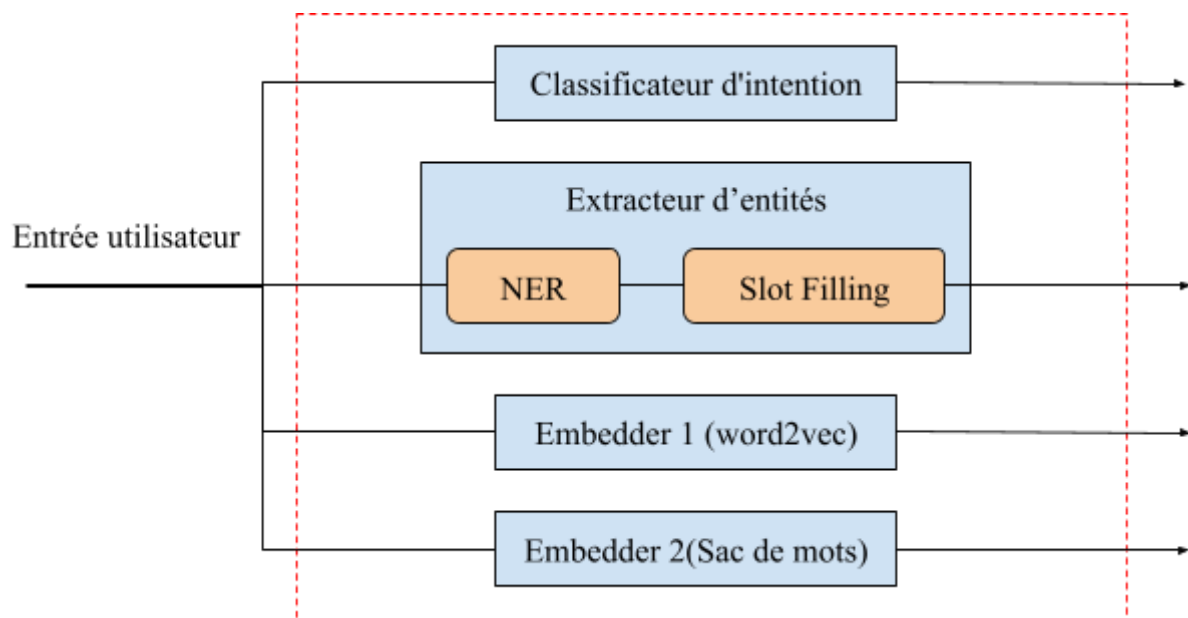 Classificateur d'intention
Extracteur d’entités
Entrée utilisateur
NER
Slot Filling
Embedder 1 (word2vec)
Embedder 2(Sac de mots)